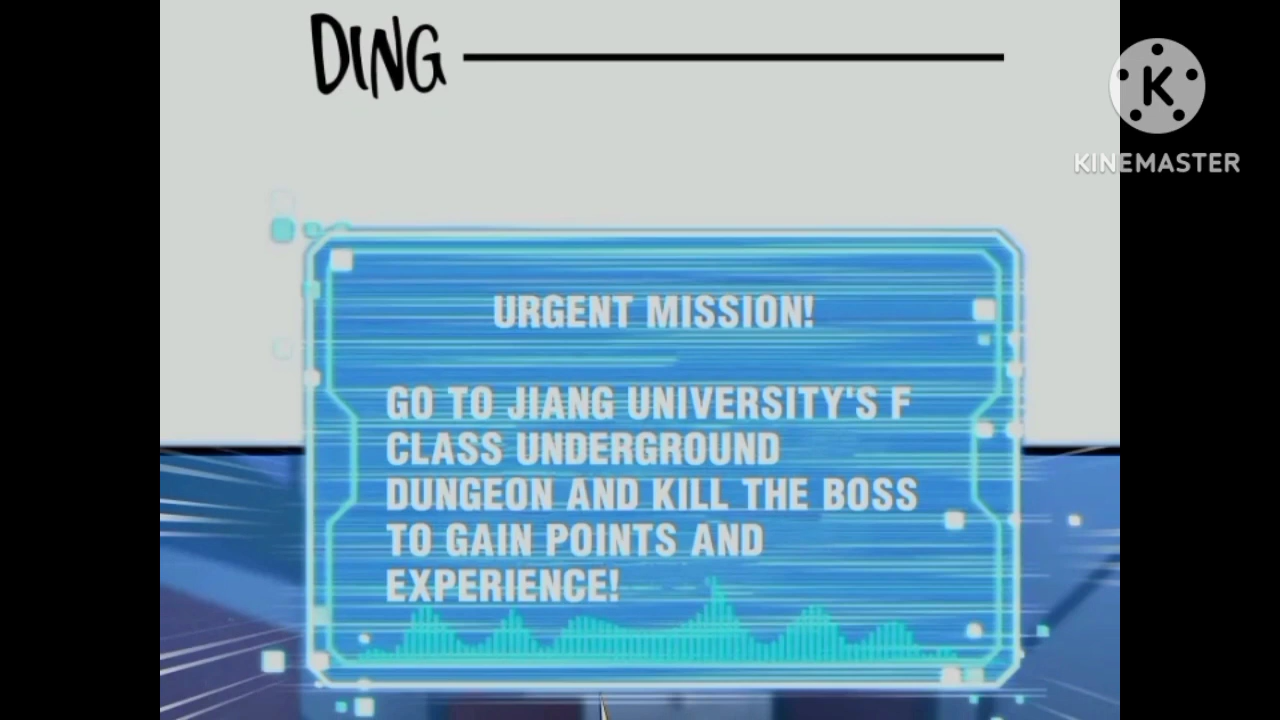 DING
K
KINEMASTER
URGENT MISSION!
GO TO JIANG UNIVERSITY'S F
CLASS UNDERGROUND
DUNGEON AND KILL THE BOSS
TO GAIN POINTS AND
EXPERIENCE!